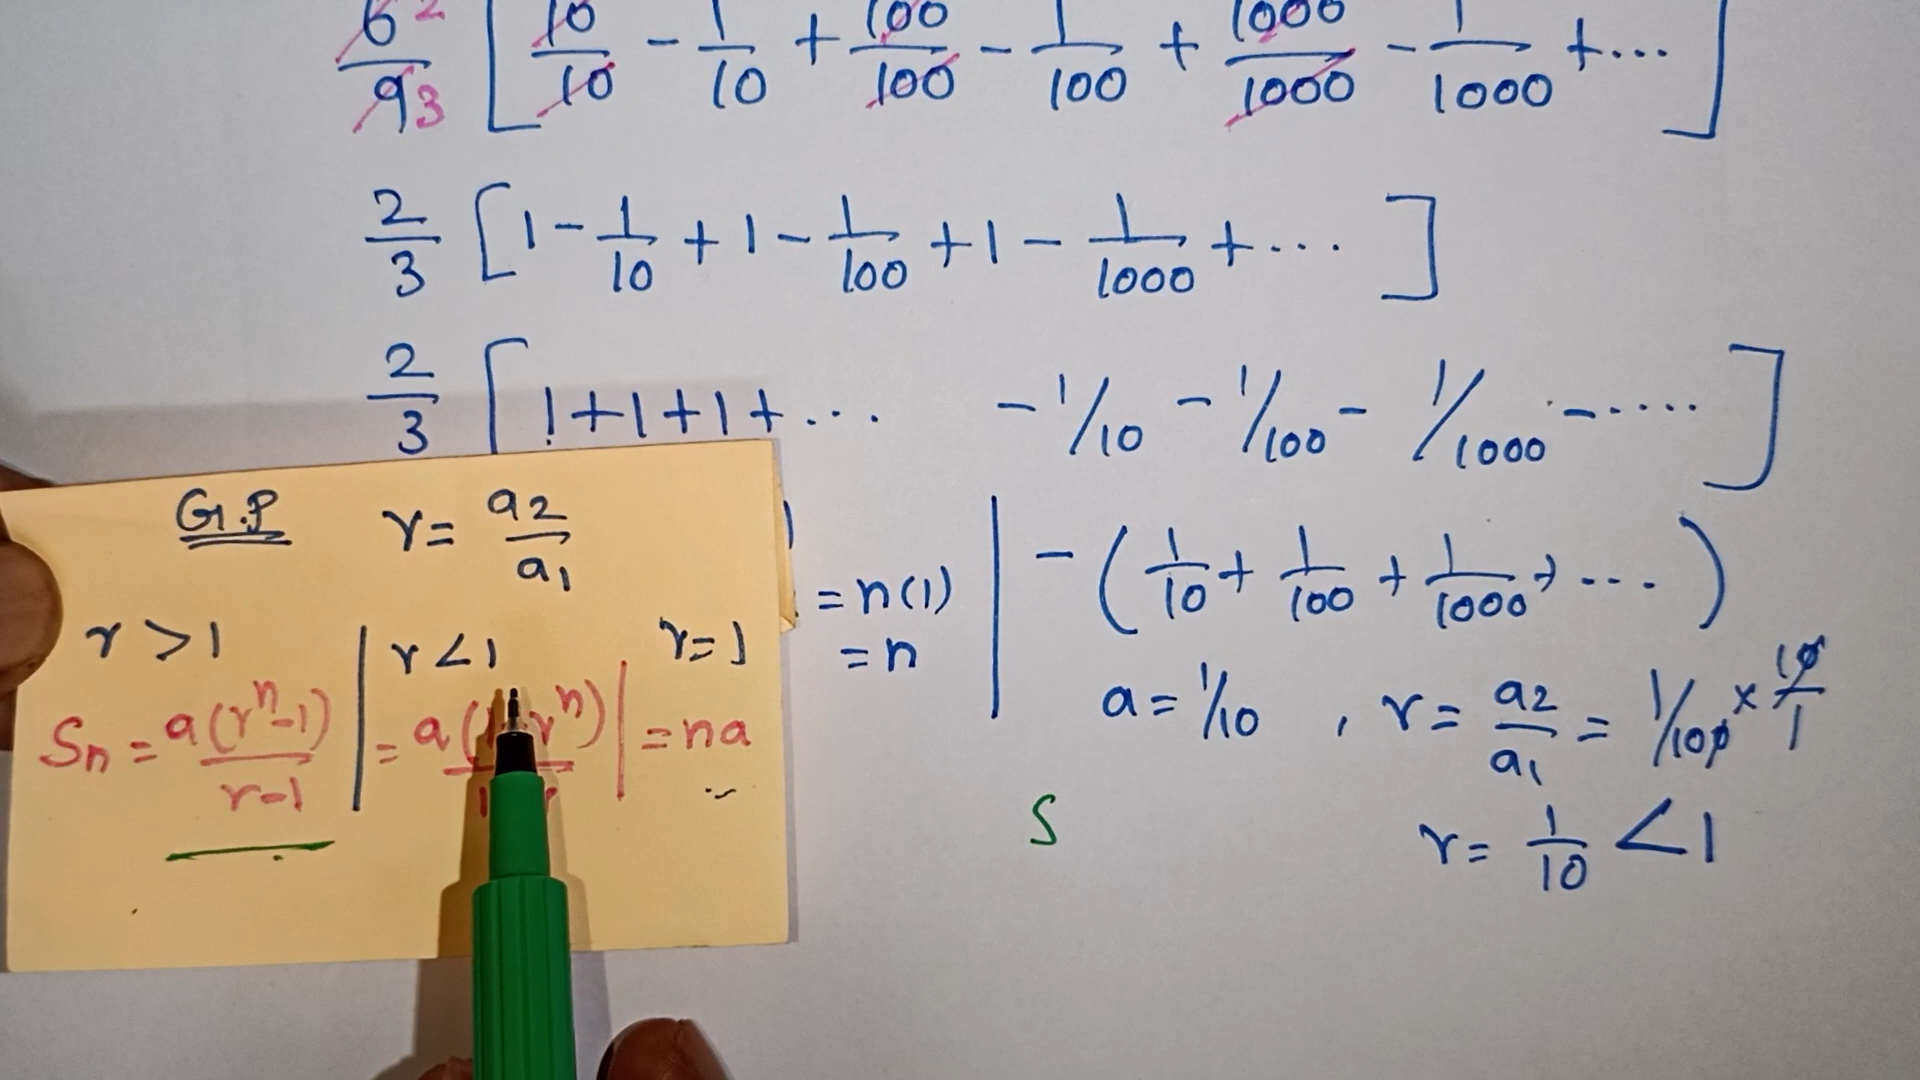 6 2 / 9 3 [ 10/10 - 1/10 + 100/100 - 1/100 + 1000/1000 - 1/1000 + ... ]
2/3 [ 1 - 1/10 + 1 - 1/100 + 1 - 1/1000 + ... ]
2/3 [ 1+1+1+ ... - 1/10 - 1/100 - 1/1000 - ..... ]
G.P r = a2/a1
r > 1 | r < 1 r = 1
Sn = a(r^n - 1)/r-1 | = a(1 r^n) | = na
= n(1)
= n
- ( 1/10 + 1/100 + 1/1000 + ... )
a = 1/10 , r = a2/a1 = 1/100 × 10/1
S r = 1/10 < 1